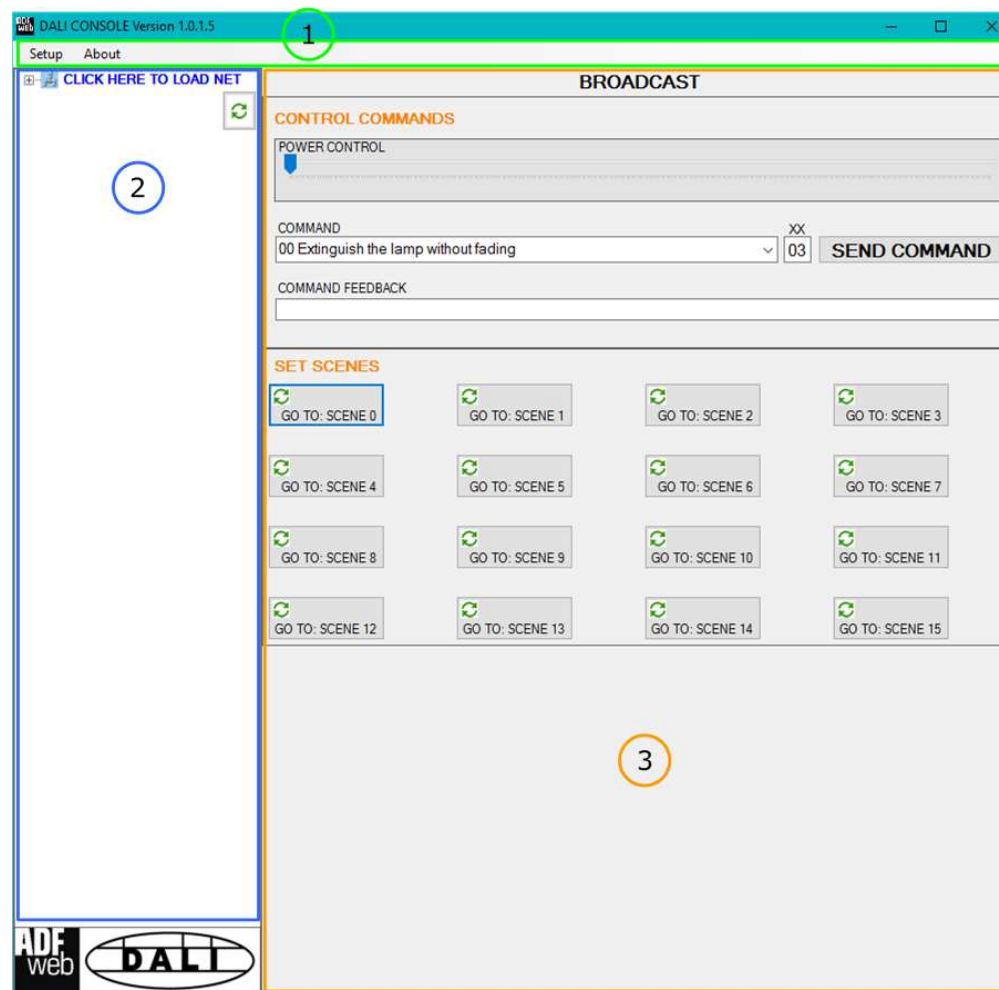 ADF web DALI CONSOLE Version 1.0.1.5
1
Setup About
CLICK HERE TO LOAD NET
2
BROADCAST
CONTROL COMMANDS
POWER CONTROL
COMMAND XX
00 Extinguish the lamp without fading 03 SEND COMMAND
COMMAND FEEDBACK
SET SCENES
GO TO: SCENE 0 GO TO: SCENE 1 GO TO: SCENE 2 GO TO: SCENE 3
GO TO: SCENE 4 GO TO: SCENE 5 GO TO: SCENE 6 GO TO: SCENE 7
GO TO: SCENE 8 GO TO: SCENE 9 GO TO: SCENE 10 GO TO: SCENE 11
GO TO: SCENE 12 GO TO: SCENE 13 GO TO: SCENE 14 GO TO: SCENE 15
3
ADF
web DALI